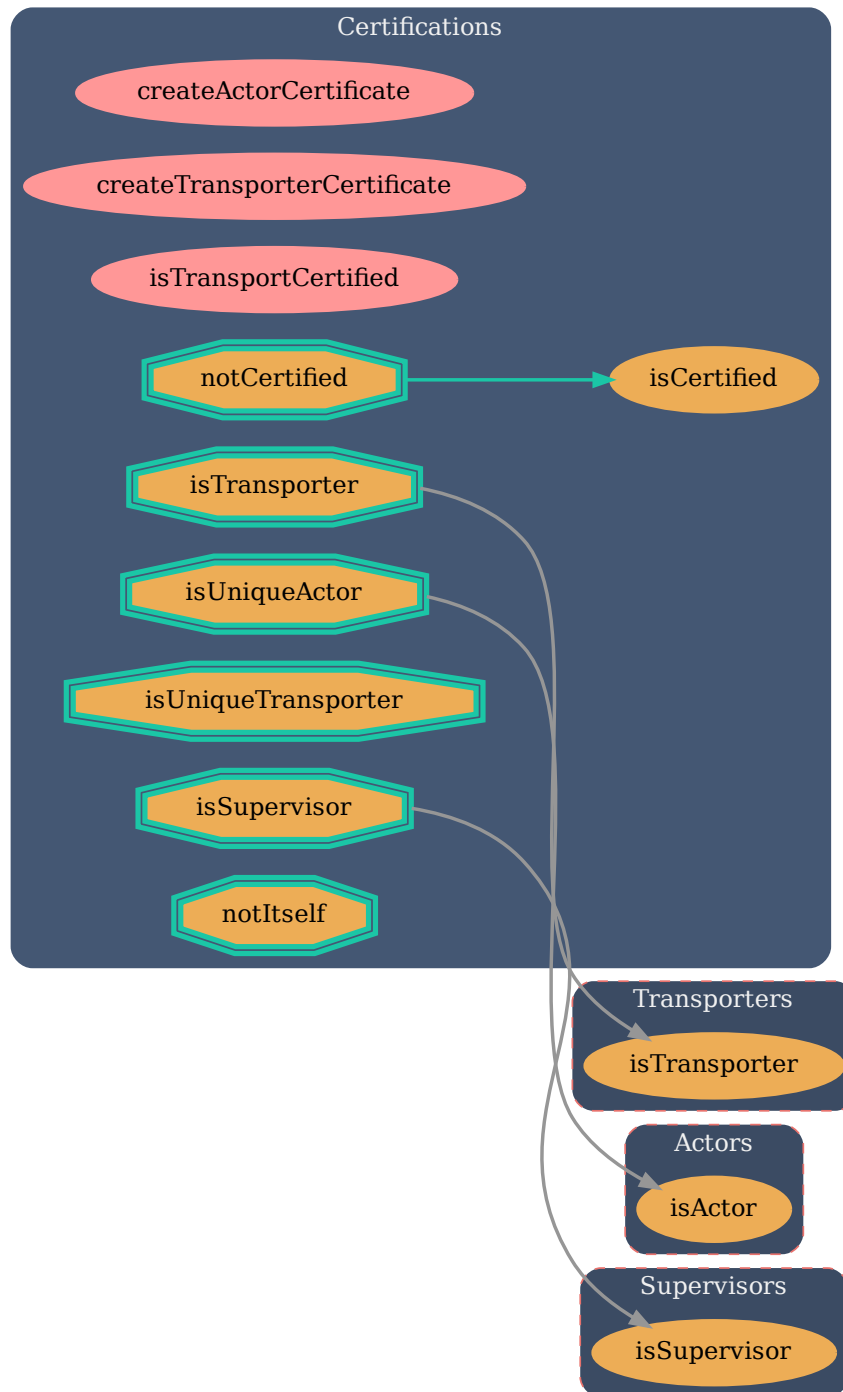 Certifications
createActorCertificate
createTransporterCertificate
isTransportCertified
notCertified
isCertified
isTransporter
isUniqueActor
isUniqueTransporter
isSupervisor
notItself
Transporters
isTransporter
Actors
isActor
Supervisors
isSupervisor